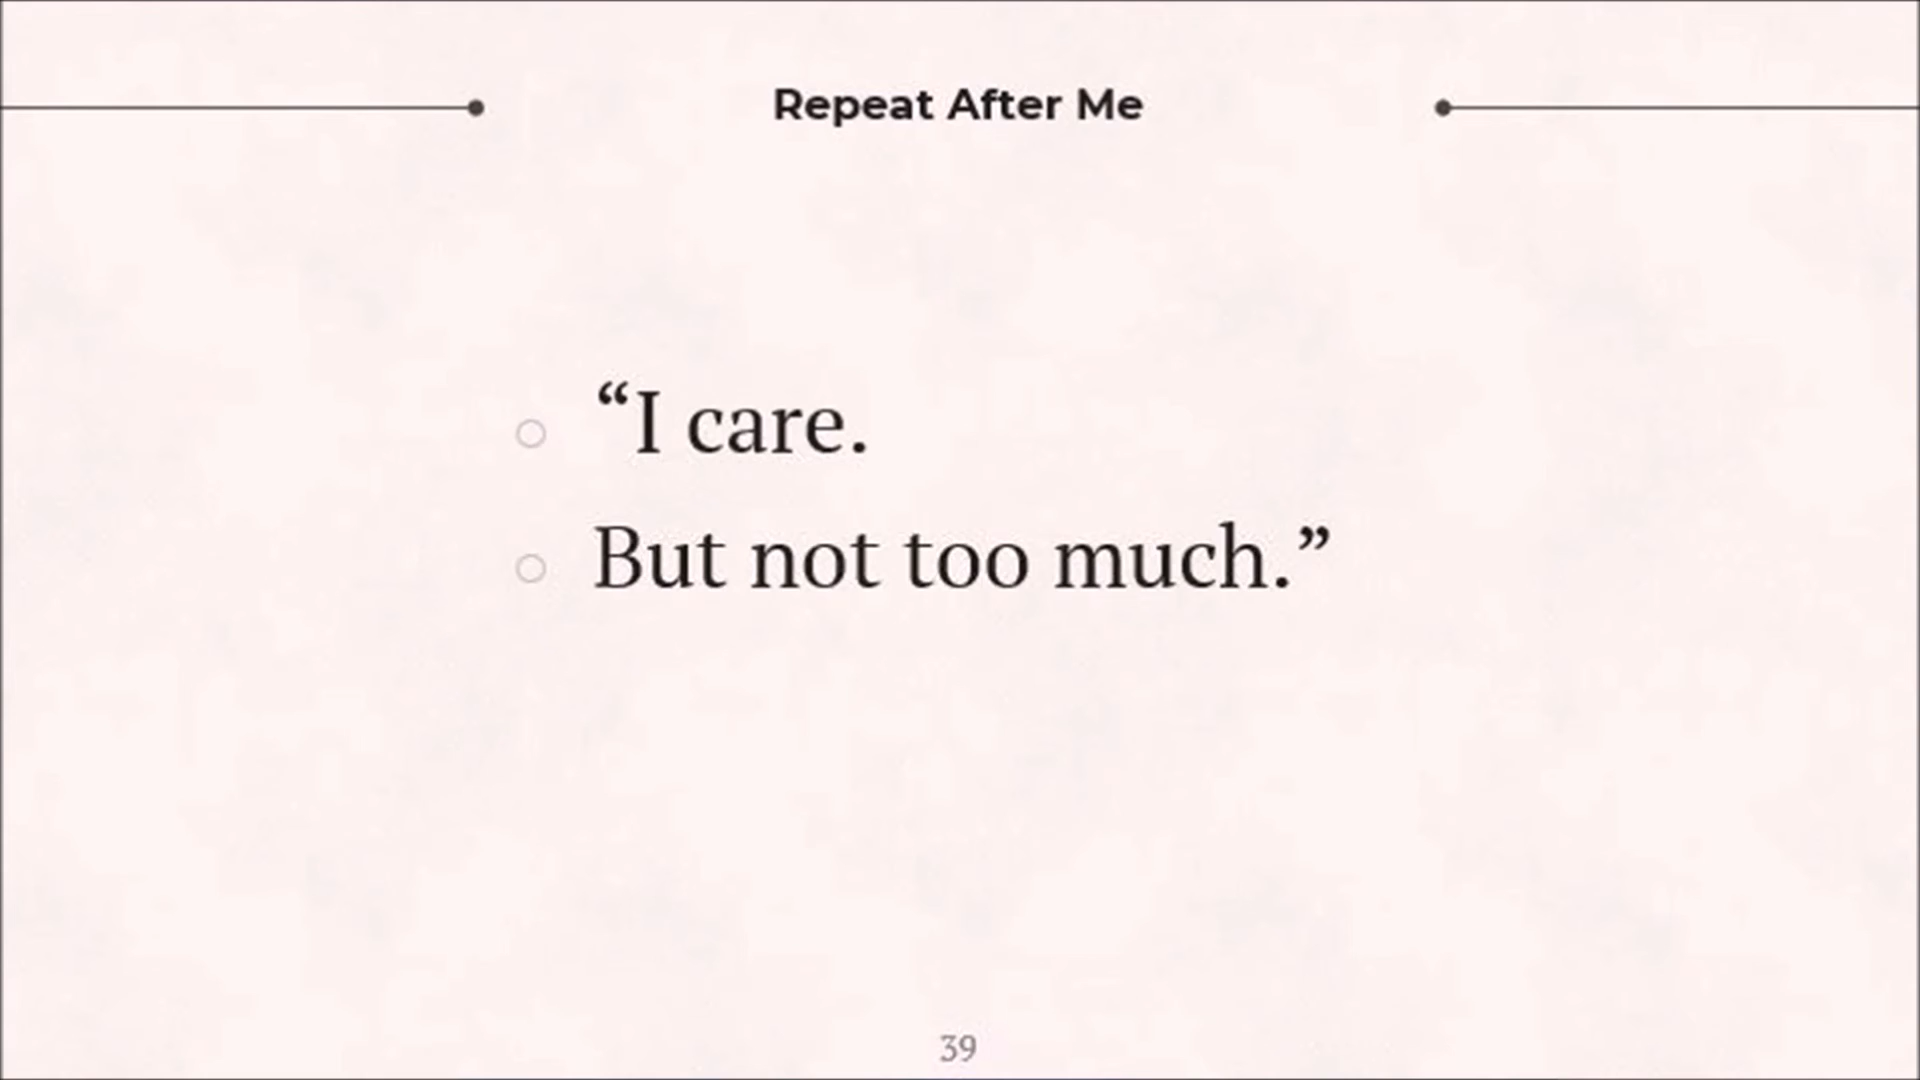 Repeat After Me
“I care.
But not too much.”
39